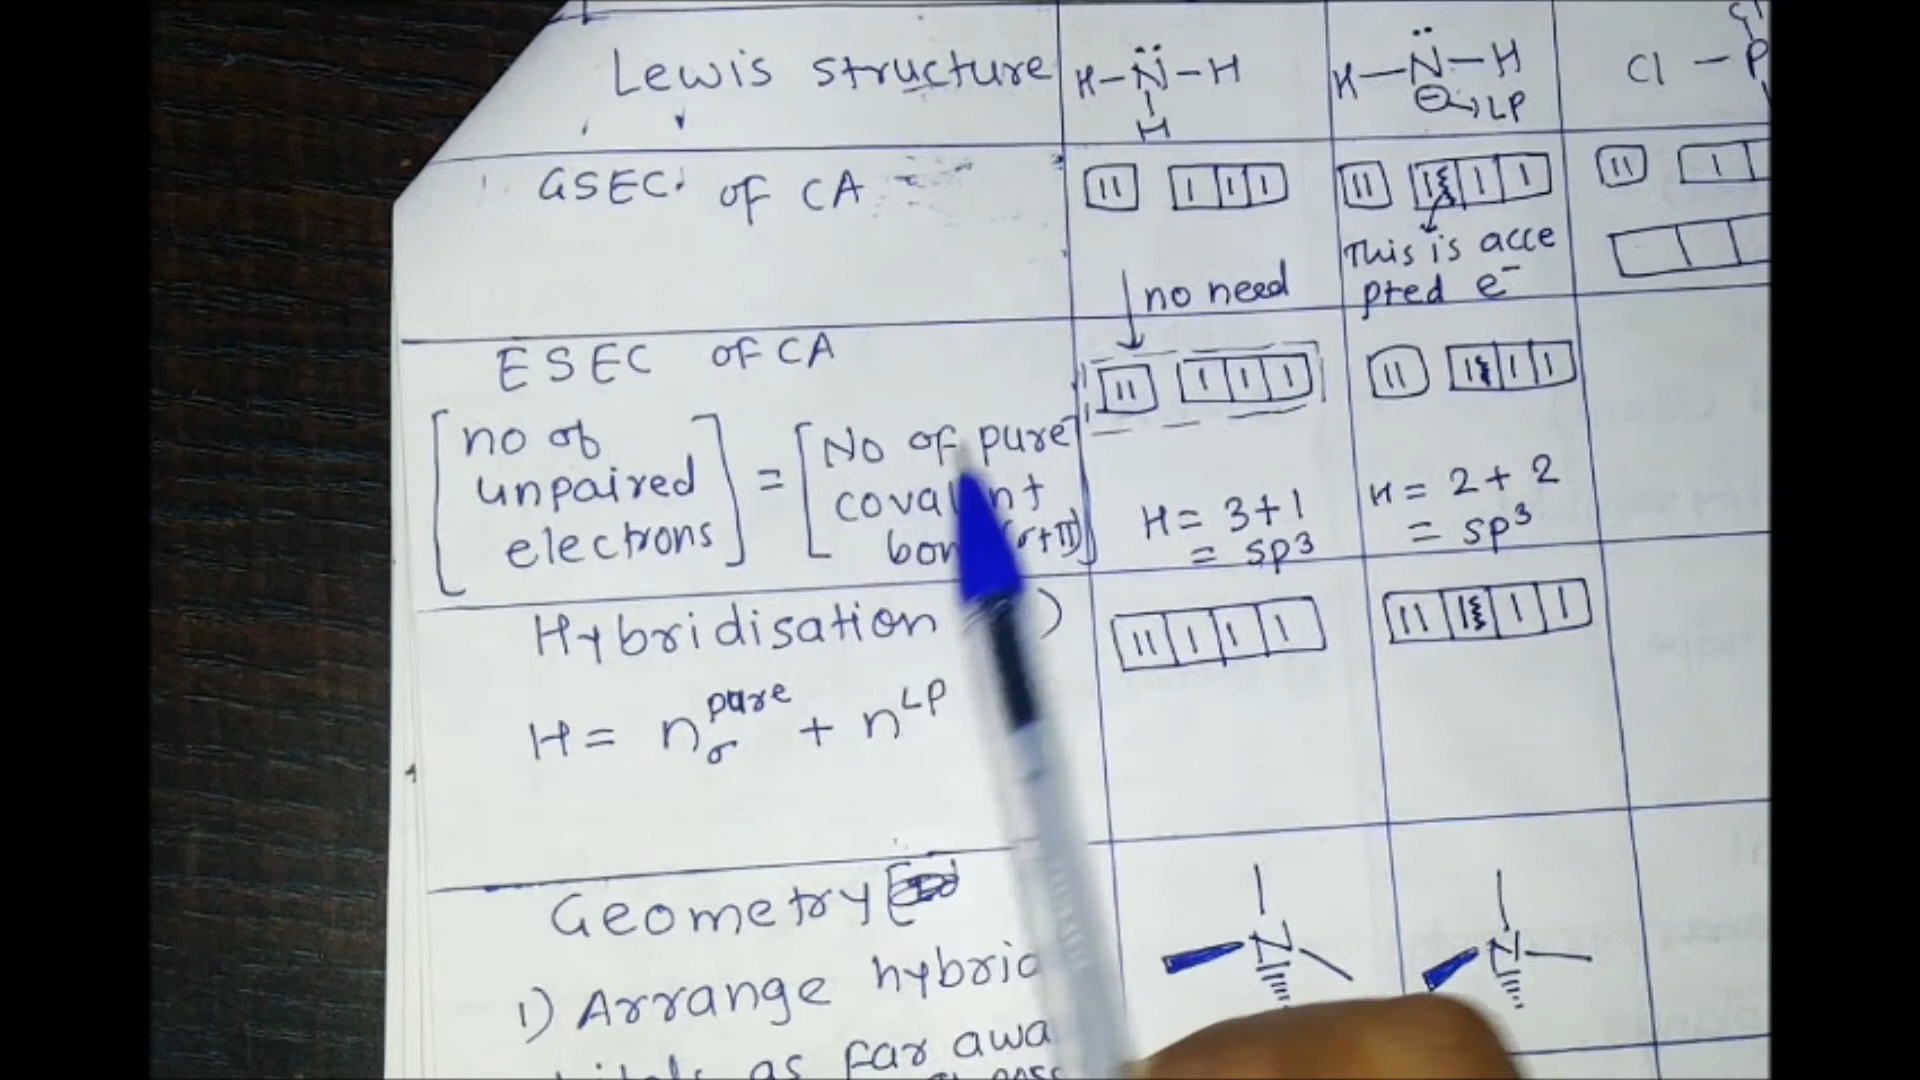 Lewis structure
H-N-H
H
H-N-H
⊖→LP
Cl
Cl - P
GSEC of CA
This is acce
pted e⁻
no need
ESEC of CA
[no of unpaired electrons] = [No of pure covalent bon (σ+π)]
H = 3+1
= sp³
H = 2+2
= sp³
Hybridisation )
H = nσ^pure + n^LP
Geometry
N
N
1) Arrange hybrid
as far awa